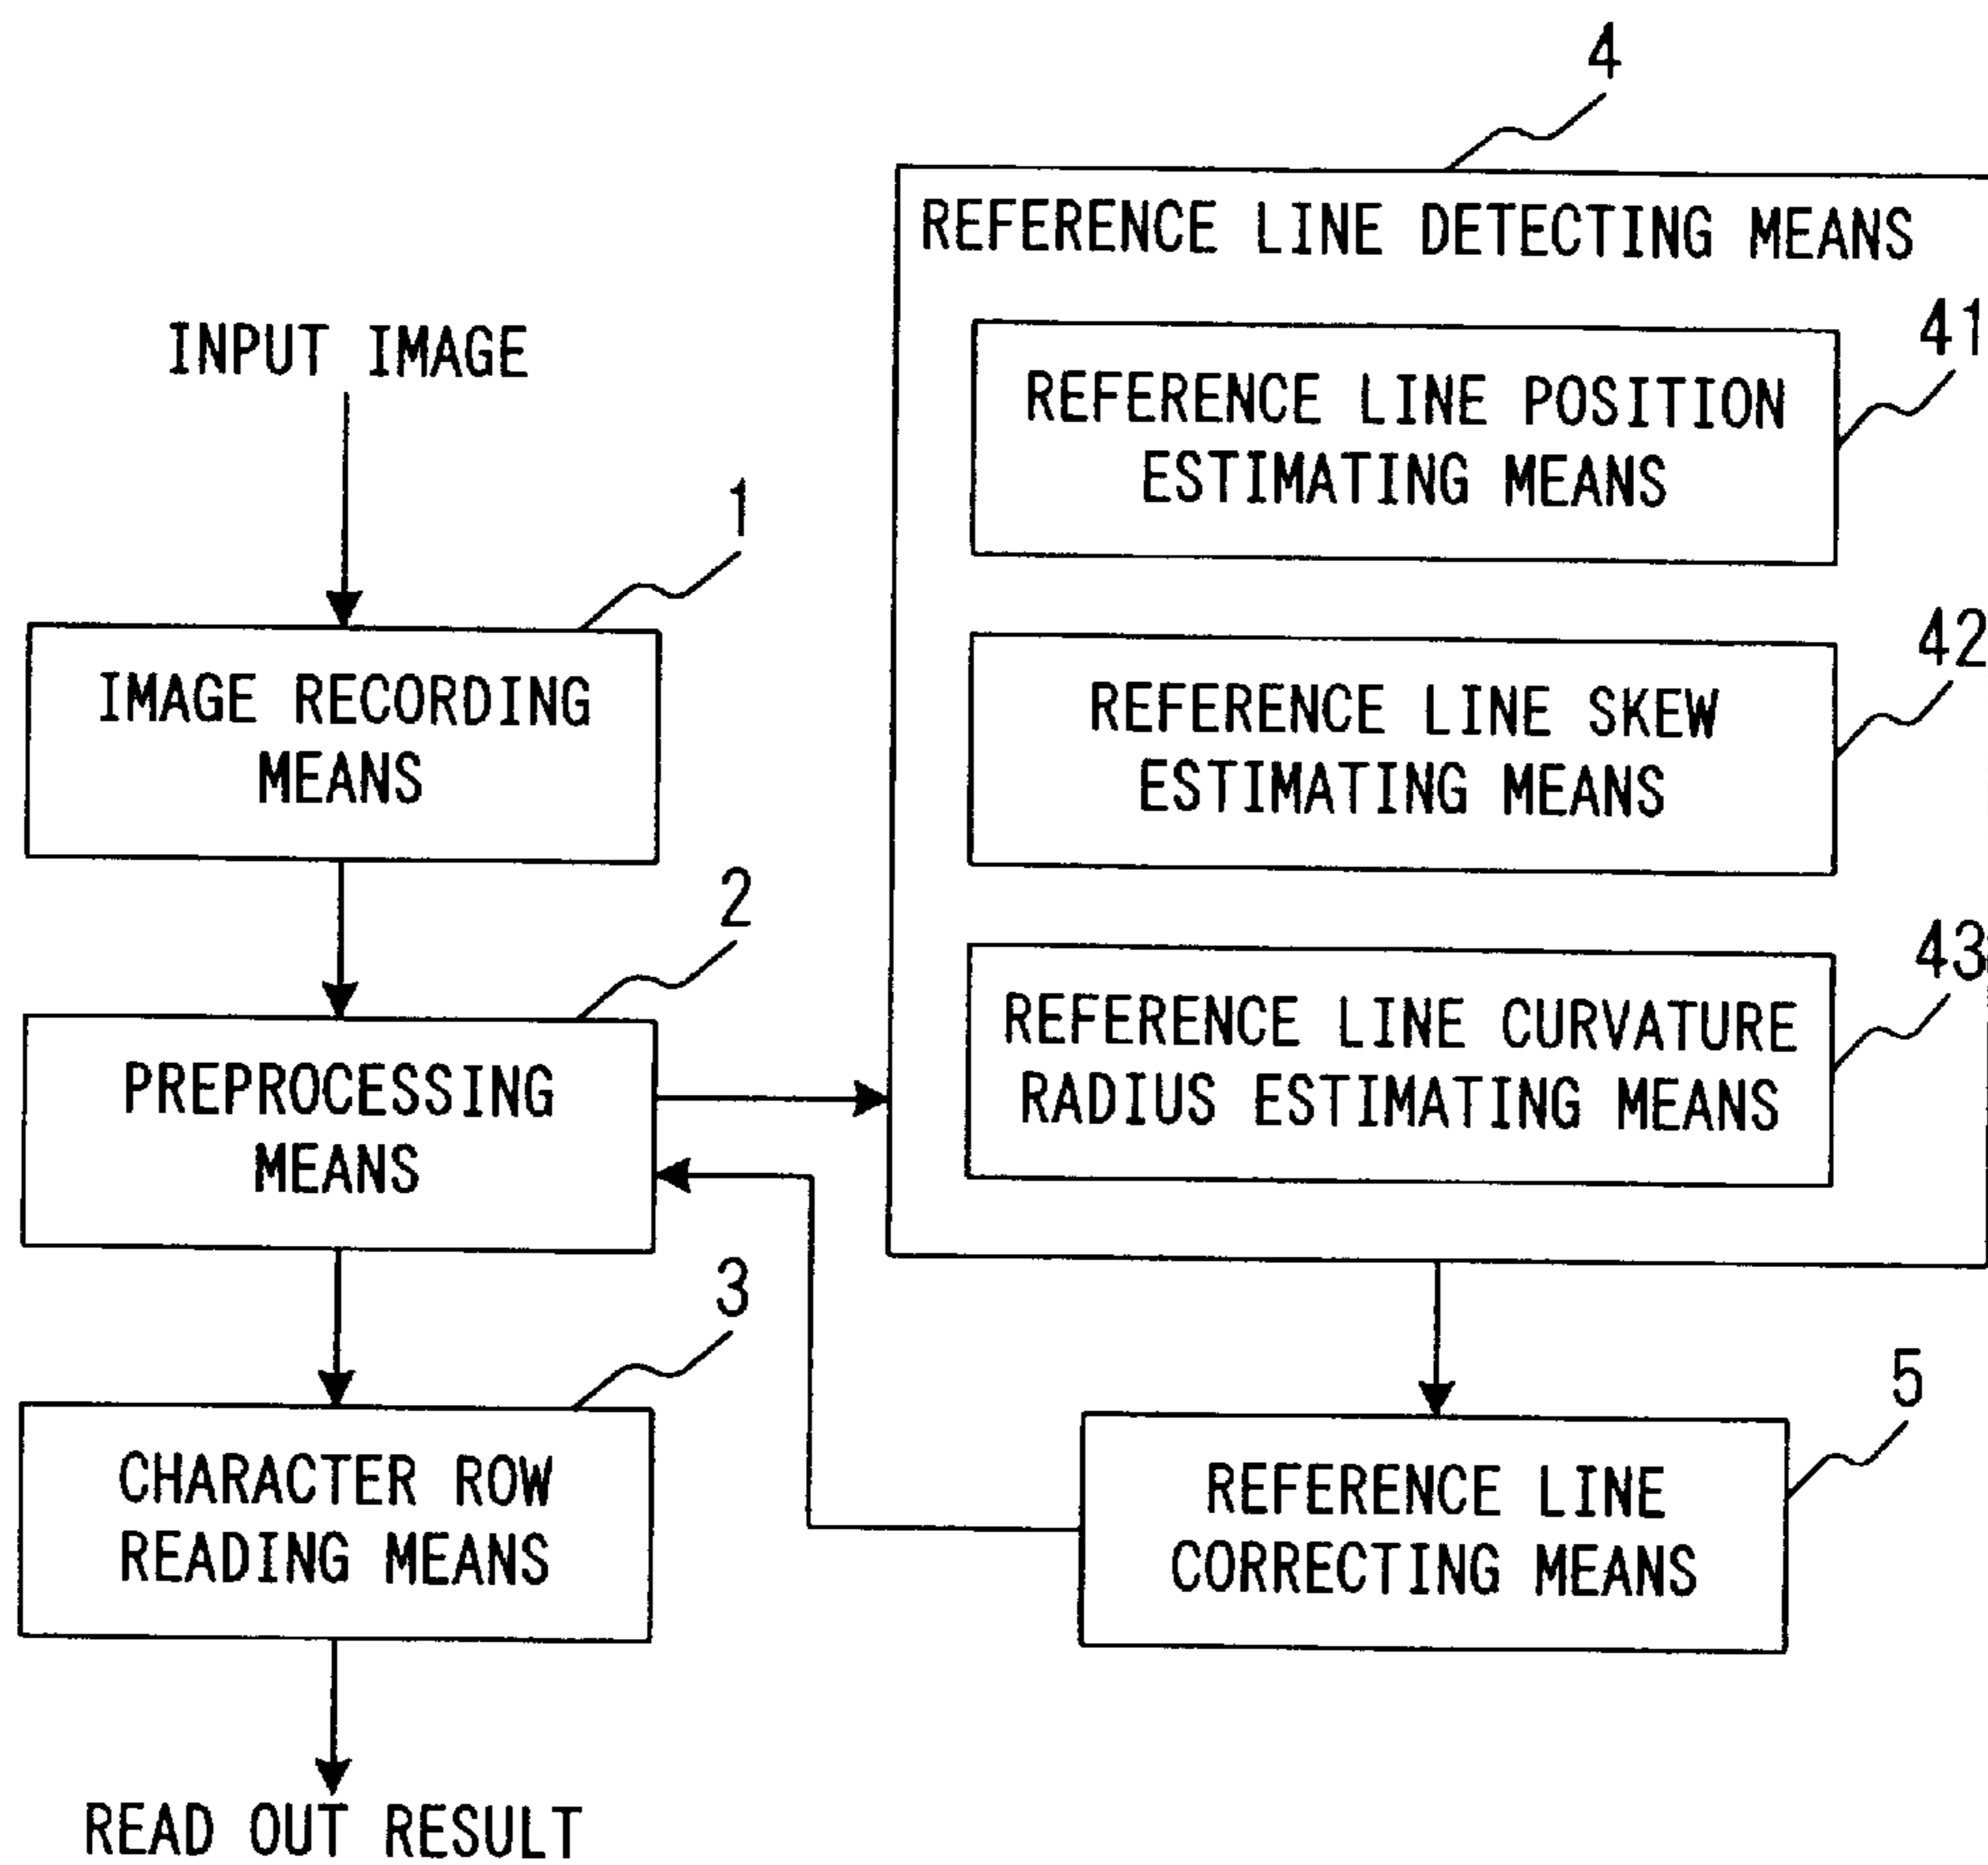 4
REFERENCE LINE DETECTING MEANS
41
REFERENCE LINE POSITION
ESTIMATING MEANS
INPUT IMAGE
1
IMAGE RECORDING
MEANS
42
REFERENCE LINE SKEW
ESTIMATING MEANS
2
PREPROCESSING
MEANS
43
REFERENCE LINE CURVATURE
RADIUS ESTIMATING MEANS
3
CHARACTER ROW
READING MEANS
5
REFERENCE LINE
CORRECTING MEANS
READ OUT RESULT